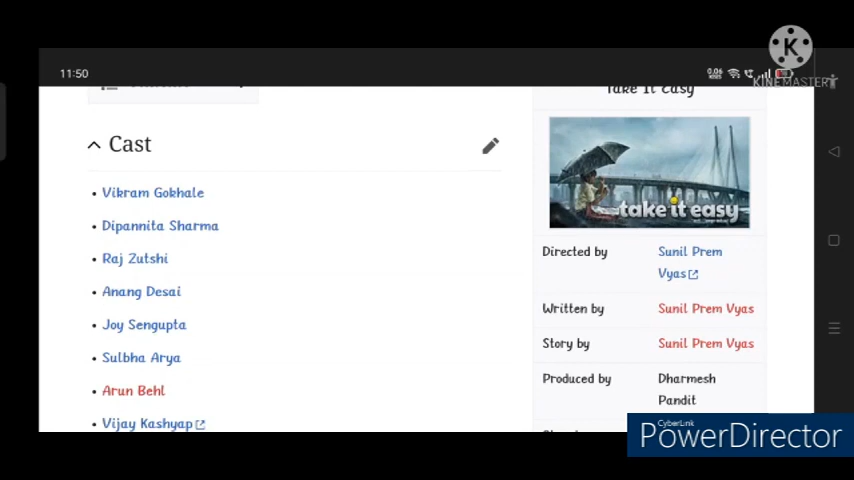 11:50
0.06
KINEMASTER
Take It Easy
Cast
take it easy
Vikram Gokhale
Dipannita Sharma
Raj Zutshi
Anang Desai
Joy Sengupta
Sulbha Arya
Arun Behl
Vijay Kashyap
Directed by
Sunil Prem
Vyas
Written by
Sunil Prem Vyas
Story by
Sunil Prem Vyas
Produced by
Dharmesh
Pandit
CyberLink
PowerDirector